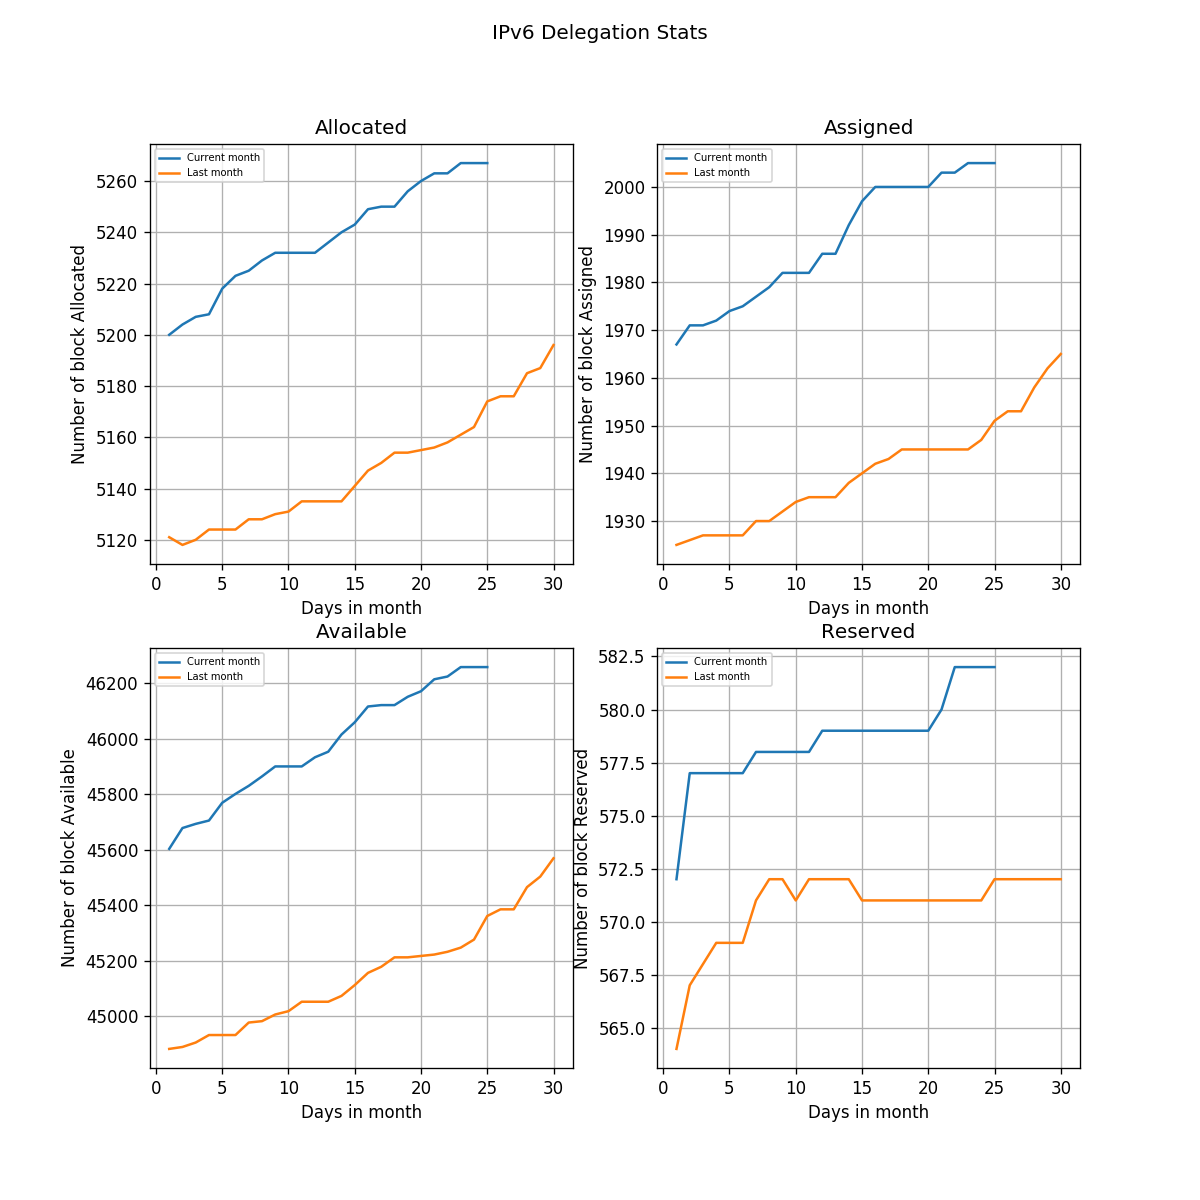 IPv6 Delegation Stats
Allocated
Current month
Last month
5260
5240
5220
5200
5180
5160
5140
5120
Number of block Allocated
0 5 10 15 20 25 30
Days in month
Assigned
Current month
Last month
2000
1990
1980
1970
1960
1950
1940
1930
Number of block Assigned
0 5 10 15 20 25 30
Days in month
Available
Current month
Last month
46200
46000
45800
45600
45400
45200
45000
Number of block Available
0 5 10 15 20 25 30
Days in month
Reserved
Current month
Last month
582.5
580.0
577.5
575.0
572.5
570.0
567.5
565.0
Number of block Reserved
0 5 10 15 20 25 30
Days in month